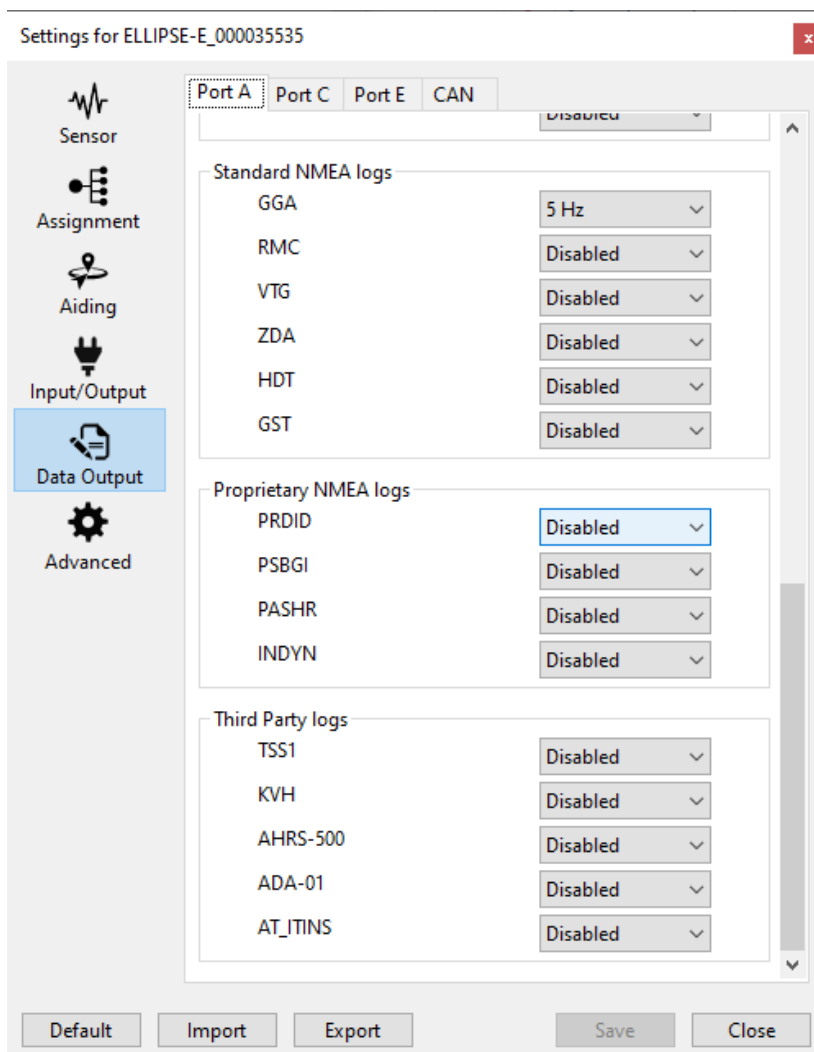 Settings for ELLIPSE-E_000035535
x
Sensor
Assignment
Aiding
Input/Output
Data Output
Advanced
Port A Port C Port E CAN
Disabled
Standard NMEA logs
GGA 5 Hz
RMC Disabled
VTG Disabled
ZDA Disabled
HDT Disabled
GST Disabled
Proprietary NMEA logs
PRDID Disabled
PSBGI Disabled
PASHR Disabled
INDYN Disabled
Third Party logs
TSS1 Disabled
KVH Disabled
AHRS-500 Disabled
ADA-01 Disabled
AT_ITINS Disabled
Default Import Export Save Close